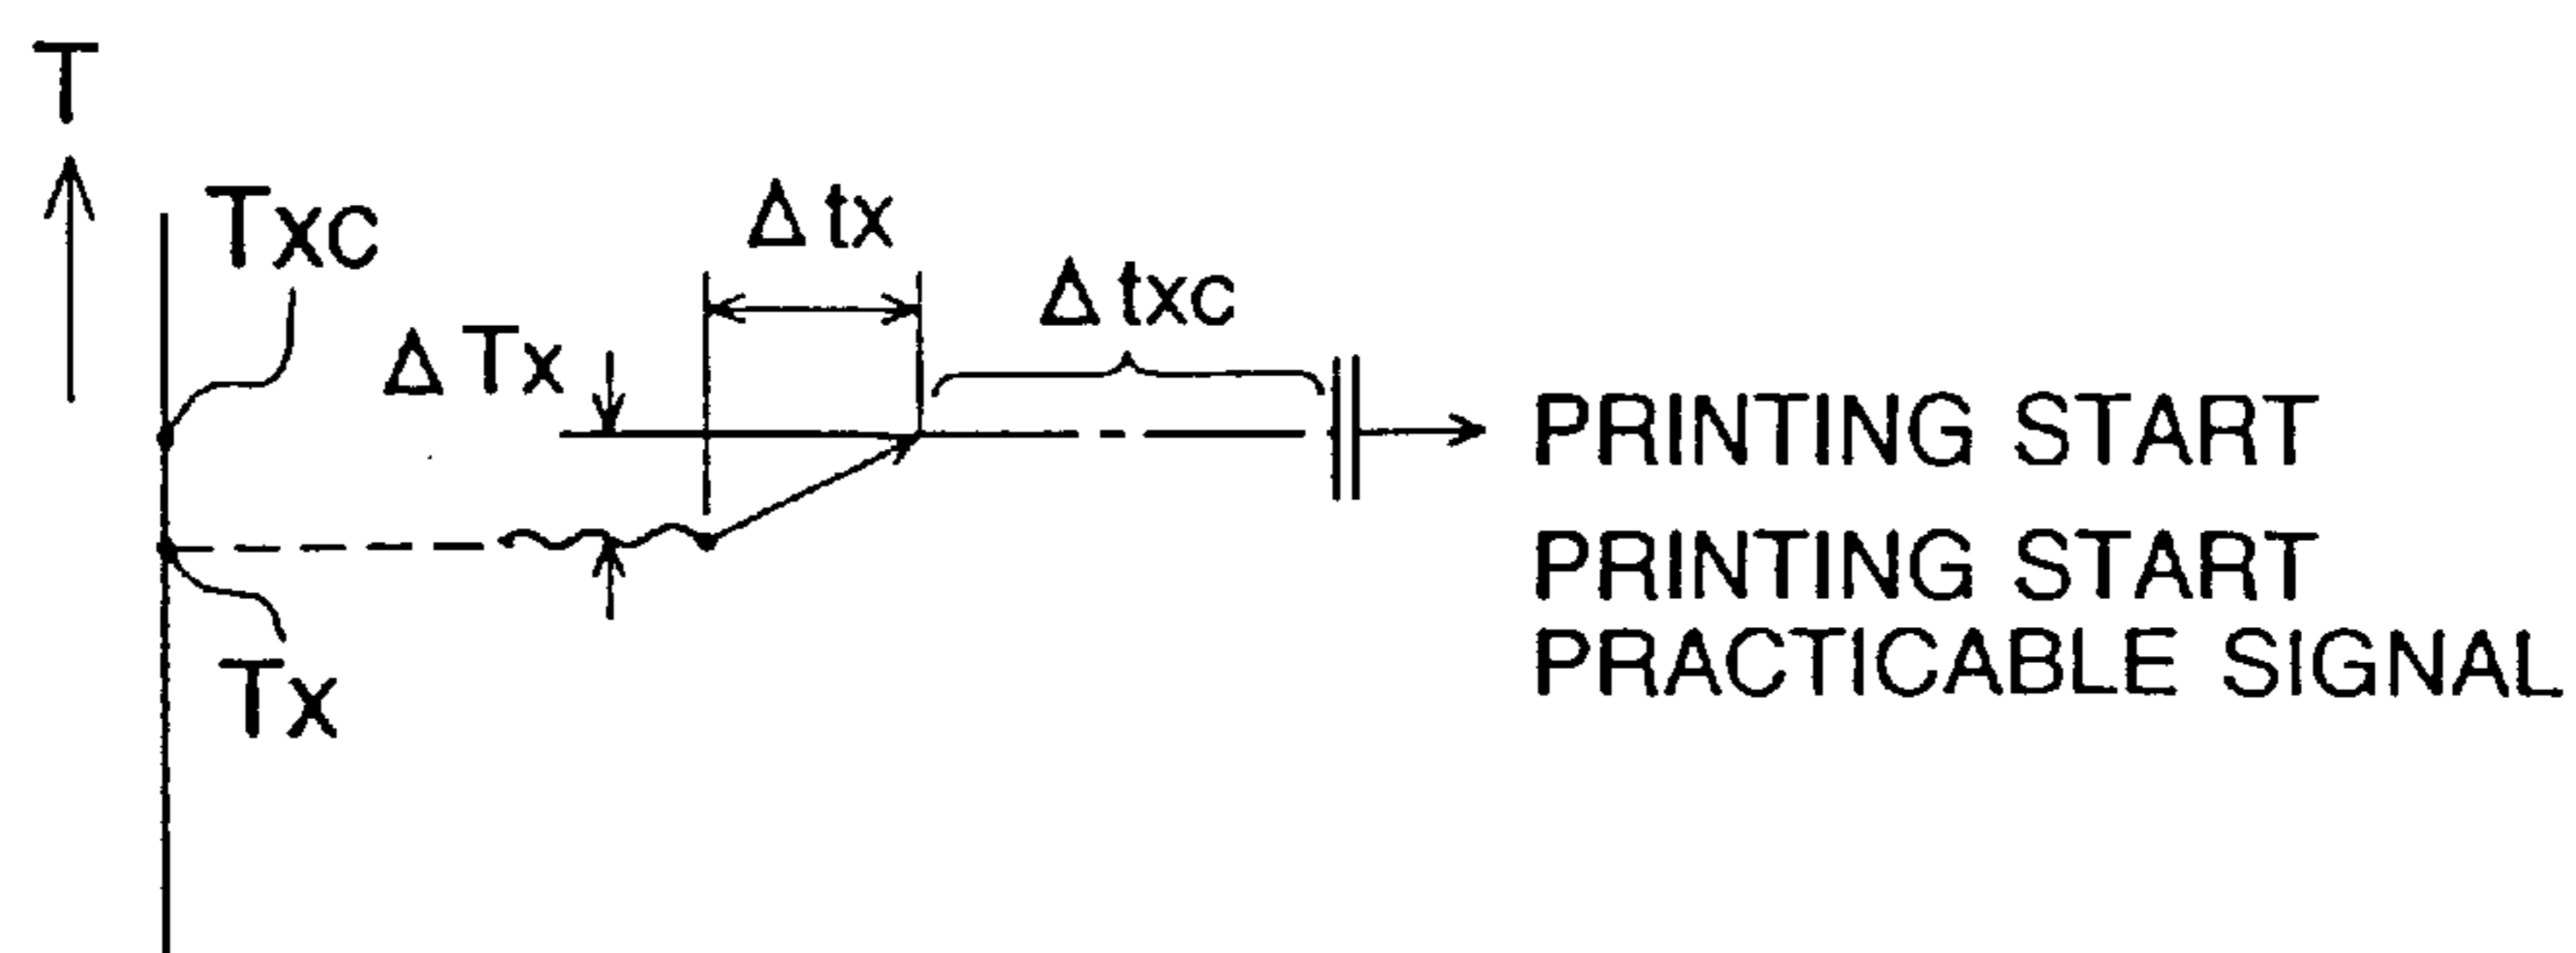 T
Txc
Δtx
Δtxc
ΔTx
PRINTING START
PRINTING START
PRACTICABLE SIGNAL
Tx